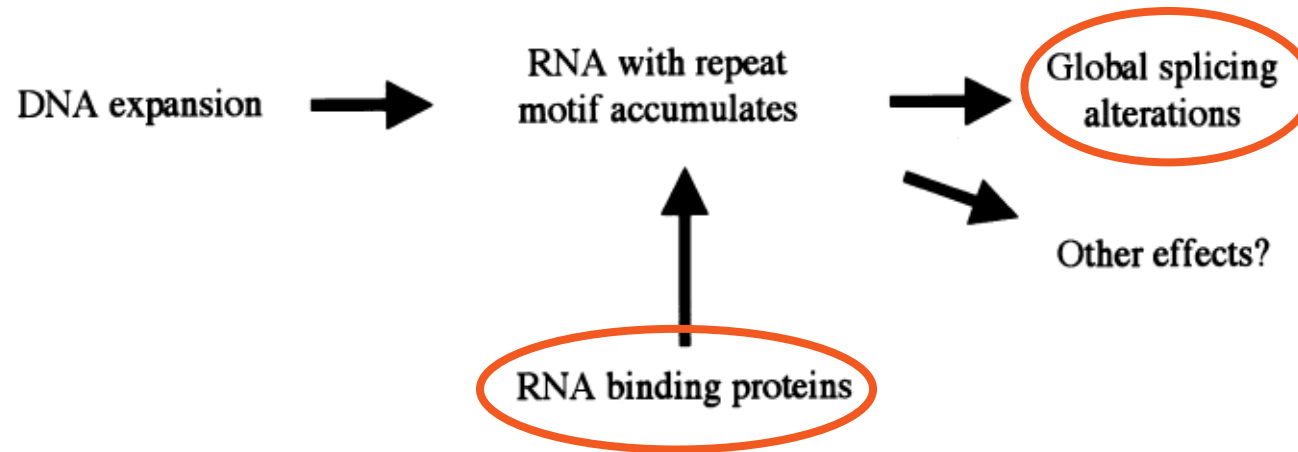 DNA expansion
RNA with repeat
motif accumulates
Global splicing
alterations
Other effects?
RNA binding proteins